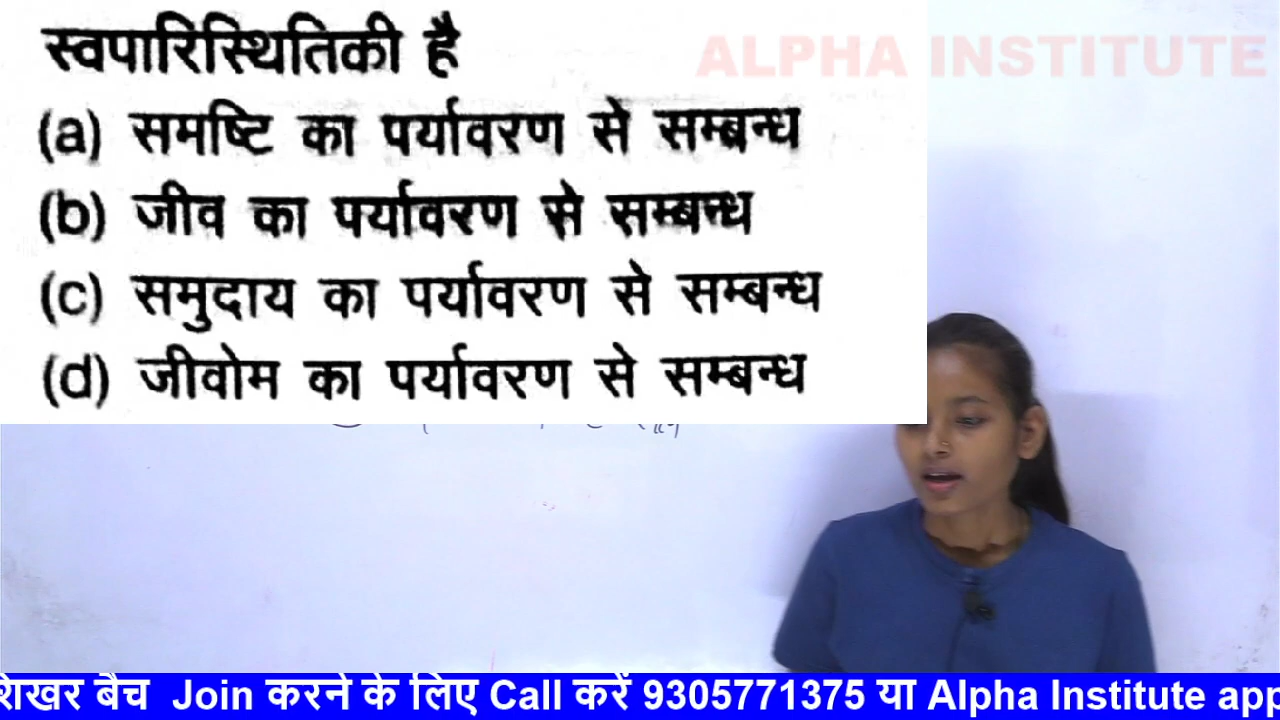 स्वपारिस्थितिकी है
ALPHA INSTITUTE
(a) समष्टि का पर्यावरण से सम्बन्ध
(b) जीव का पर्यावरण से सम्बन्ध
(c) समुदाय का पर्यावरण से सम्बन्ध
(d) जीवोम का पर्यावरण से सम्बन्ध
शिखर बैच Join करने के लिए Call करें 9305771375 या Alpha Institute app